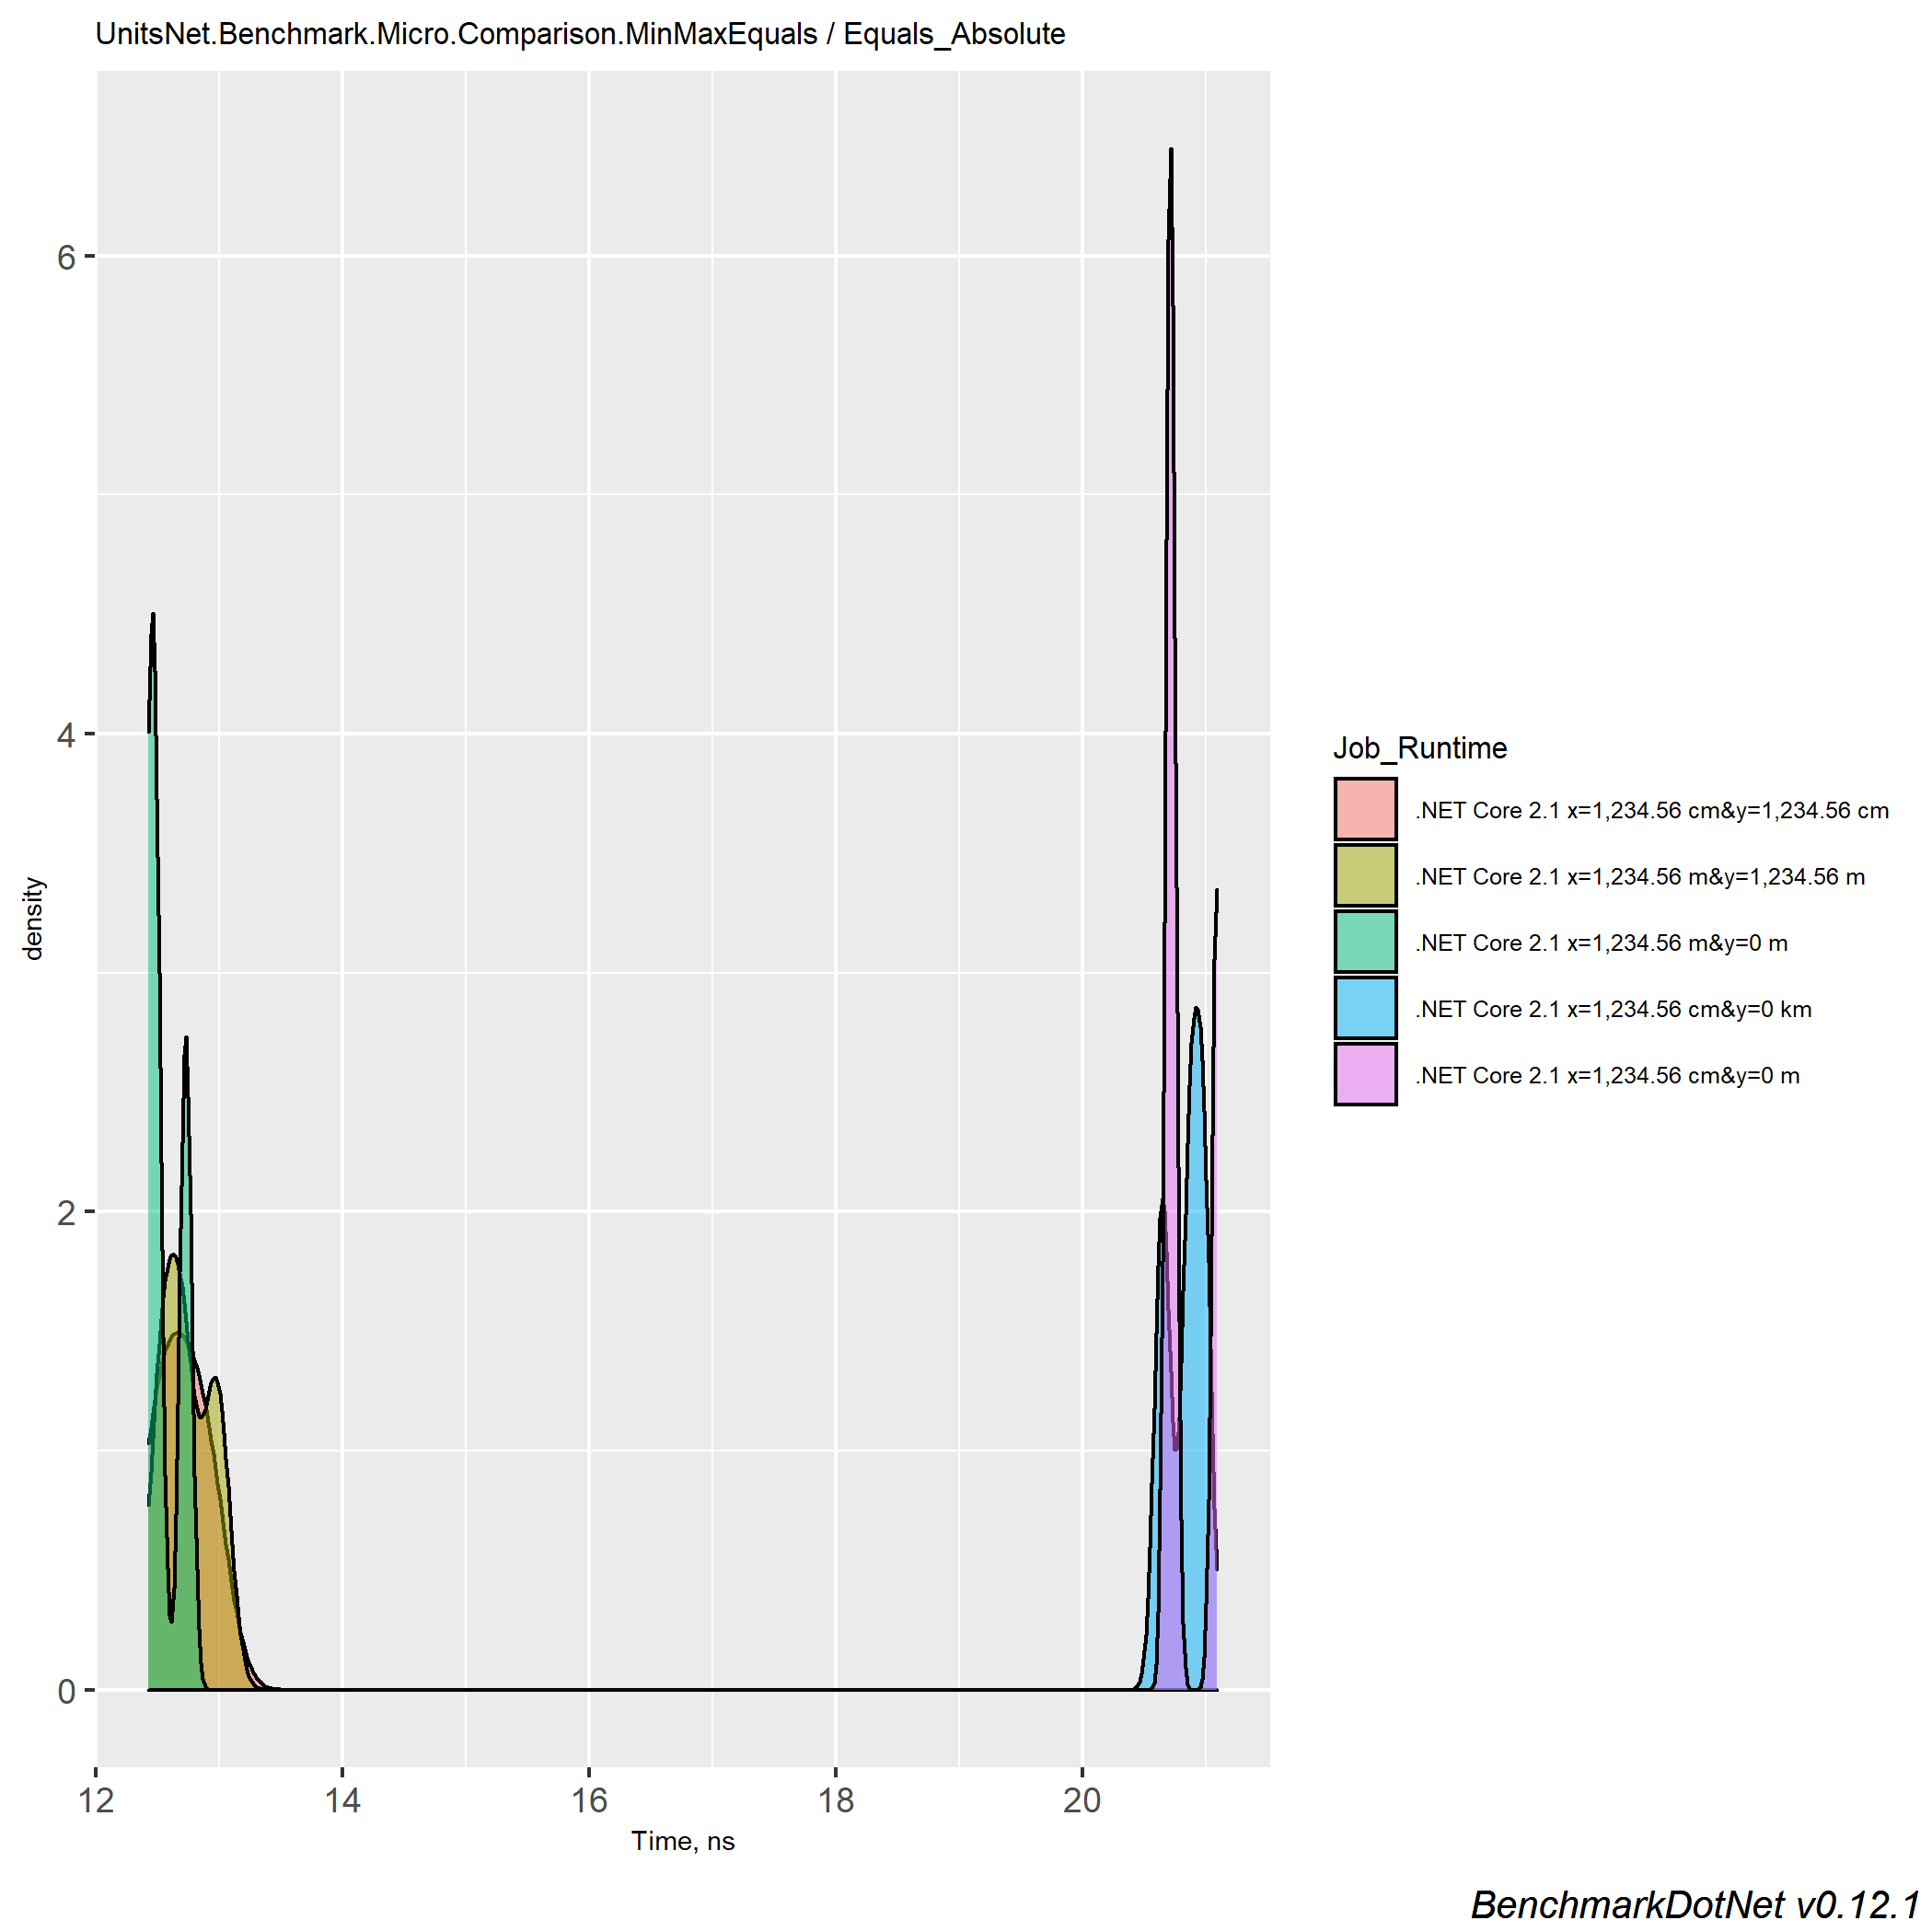 UnitsNet.Benchmark.Micro.Comparison.MinMaxEquals / Equals_Absolute
6
4
2
0
density
12 14 16 18 20
Time, ns
Job_Runtime
.NET Core 2.1 x=1,234.56 cm&y=1,234.56 cm
.NET Core 2.1 x=1,234.56 m&y=1,234.56 m
.NET Core 2.1 x=1,234.56 m&y=0 m
.NET Core 2.1 x=1,234.56 cm&y=0 km
.NET Core 2.1 x=1,234.56 cm&y=0 m
BenchmarkDotNet v0.12.1